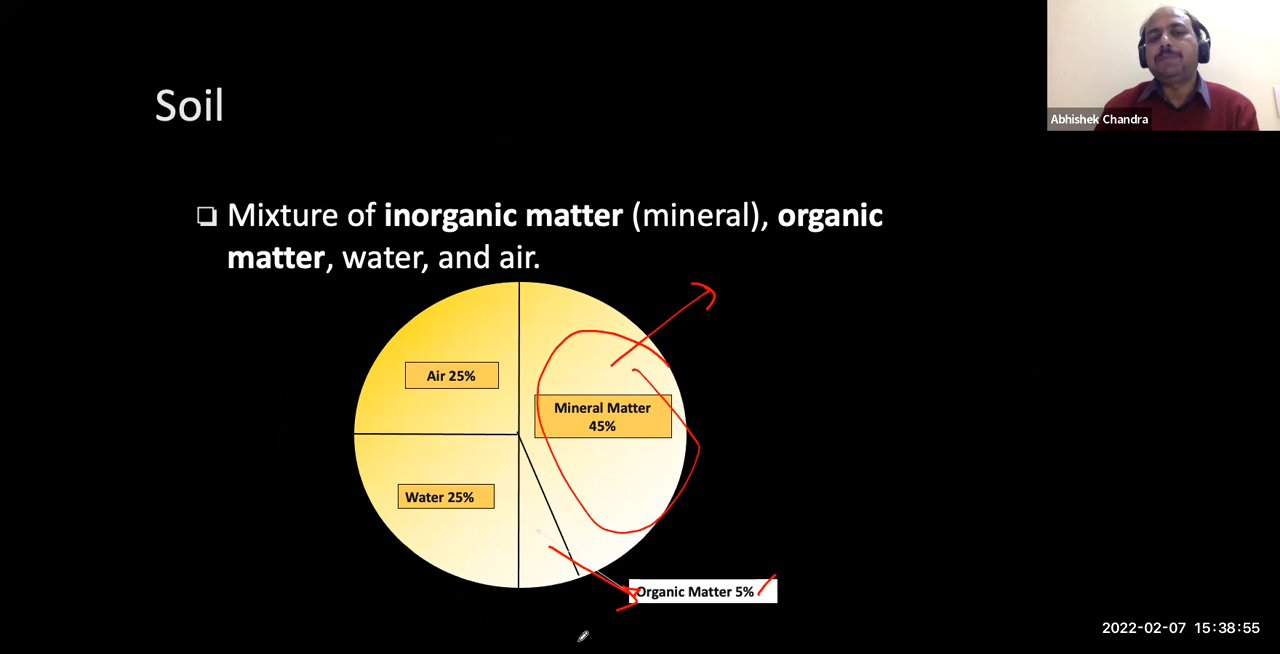 Soil
Abhishek Chandra
❑ Mixture of inorganic matter (mineral), organic
matter, water, and air.
Air 25%
Mineral Matter
45%
Water 25%
Organic Matter 5%
2022-02-07 15:38:55